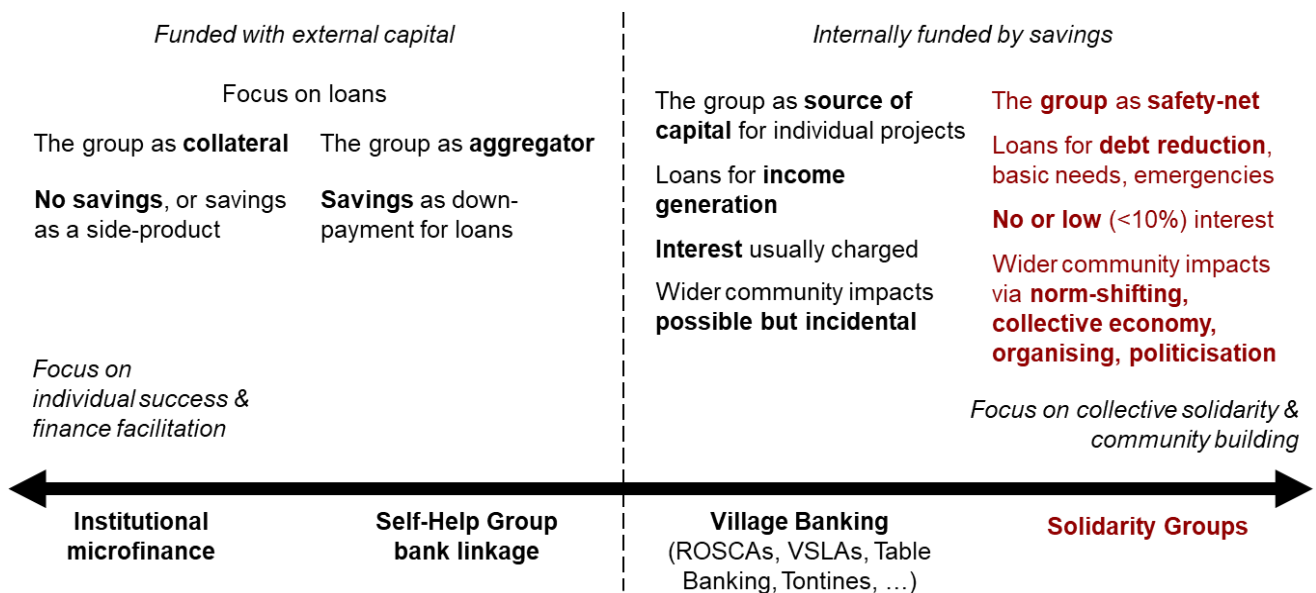 Funded with external capital
Focus on loans
The group as collateral
No savings, or savings
as a side-product
The group as aggregator
Savings as down-
payment for loans
Focus on
individual success &
finance facilitation
Internally funded by savings
The group as source of
capital for individual projects
Loans for income
generation
Interest usually charged
Wider community impacts
possible but incidental
The group as safety-net
Loans for debt reduction,
basic needs, emergencies
No or low (<10%) interest
Wider community impacts
via norm-shifting,
collective economy,
organising, politicisation
Focus on collective solidarity &
community building
Institutional
microfinance
Self-Help Group
bank linkage
Village Banking
(ROSCAs, VSLAs, Table
Banking, Tontines, …)
Solidarity Groups